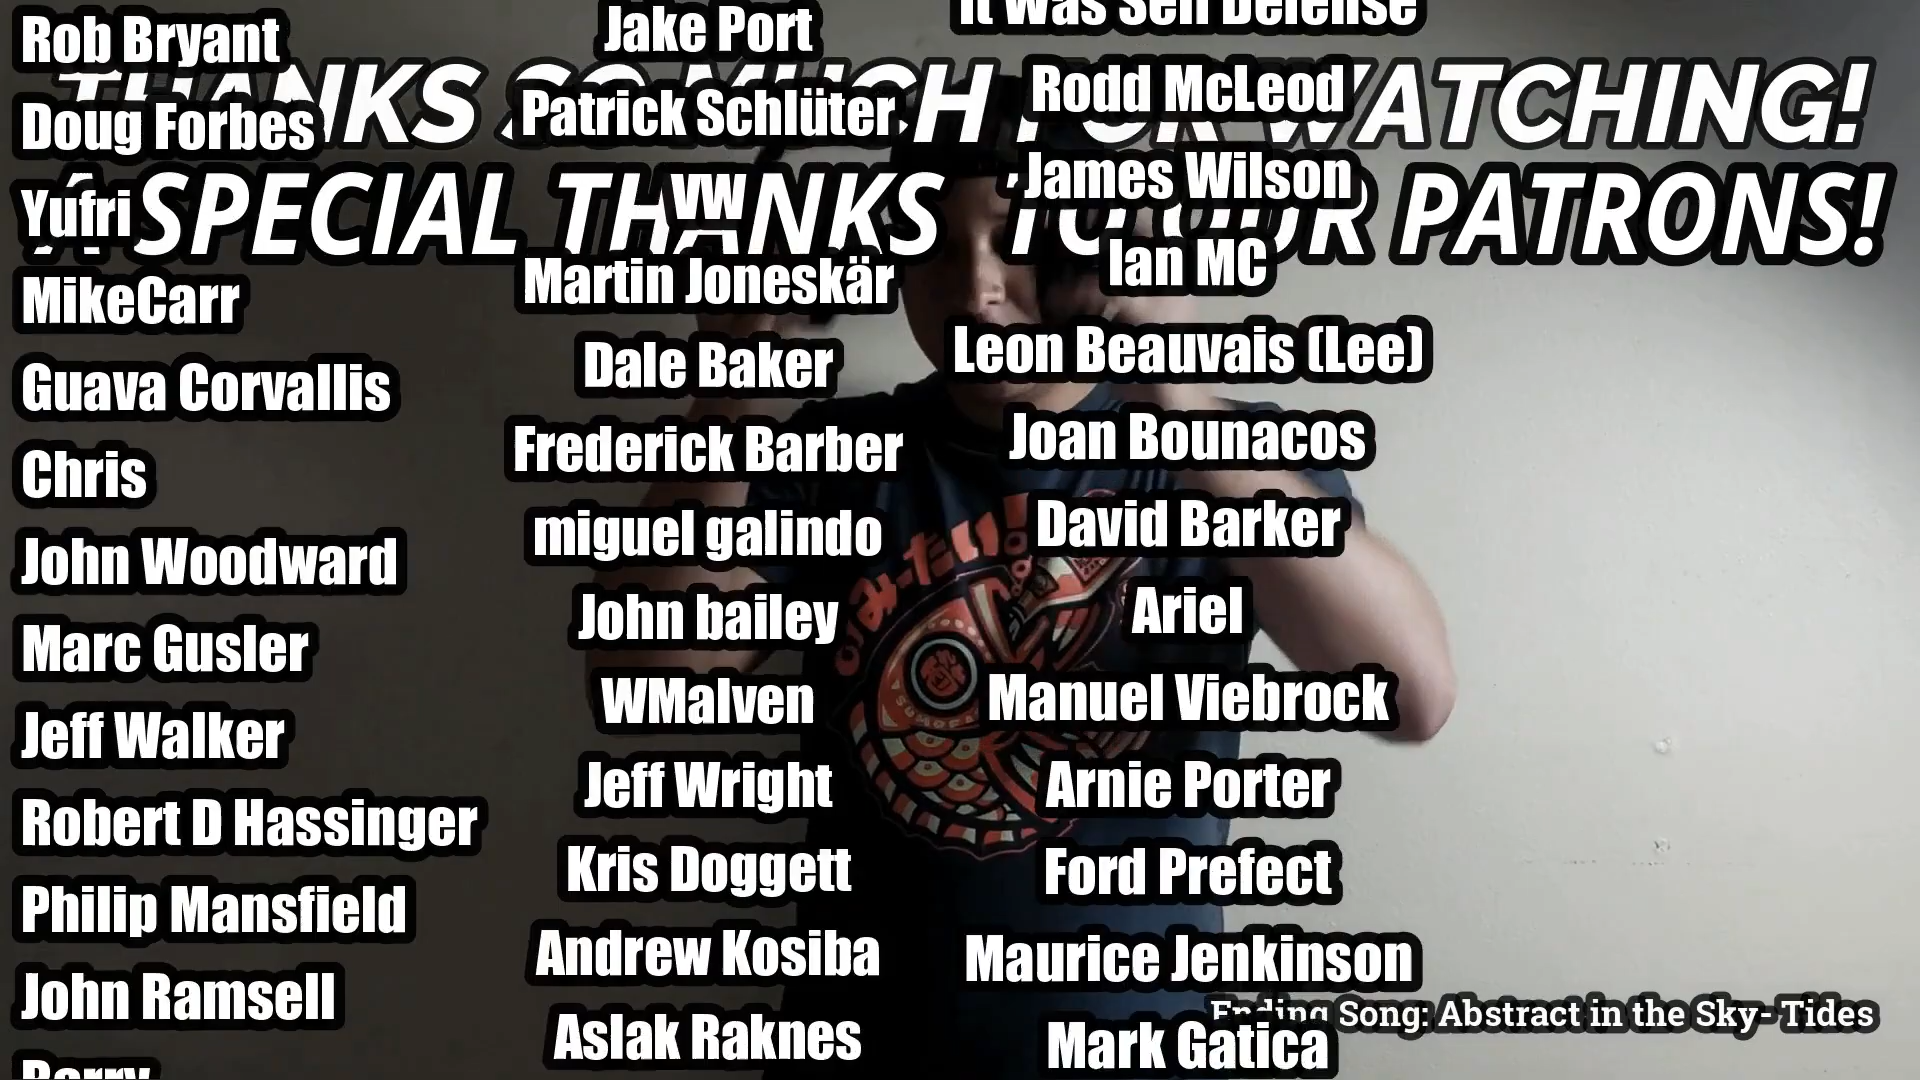 THANKS SO MUCH FOR WATCHING!
A SPECIAL THANKS TO OUR PATRONS!
Rob Bryant
Doug Forbes
Yufri
MikeCarr
Guava Corvallis
Chris
John Woodward
Marc Gusler
Jeff Walker
Robert D Hassinger
Philip Mansfield
John Ramsell
Jake Port
Patrick Schlüter
VW
Martin Joneskär
Dale Baker
Frederick Barber
miguel galindo
John bailey
WMalven
Jeff Wright
Kris Doggett
Andrew Kosiba
Aslak Raknes
It Was Self Defense
Rodd McLeod
James Wilson
Ian MC
Leon Beauvais (Lee)
Joan Bounacos
David Barker
Ariel
Manuel Viebrock
Arnie Porter
Ford Prefect
Maurice Jenkinson
Mark Gatica
Ending Song: Abstract in the Sky- Tides